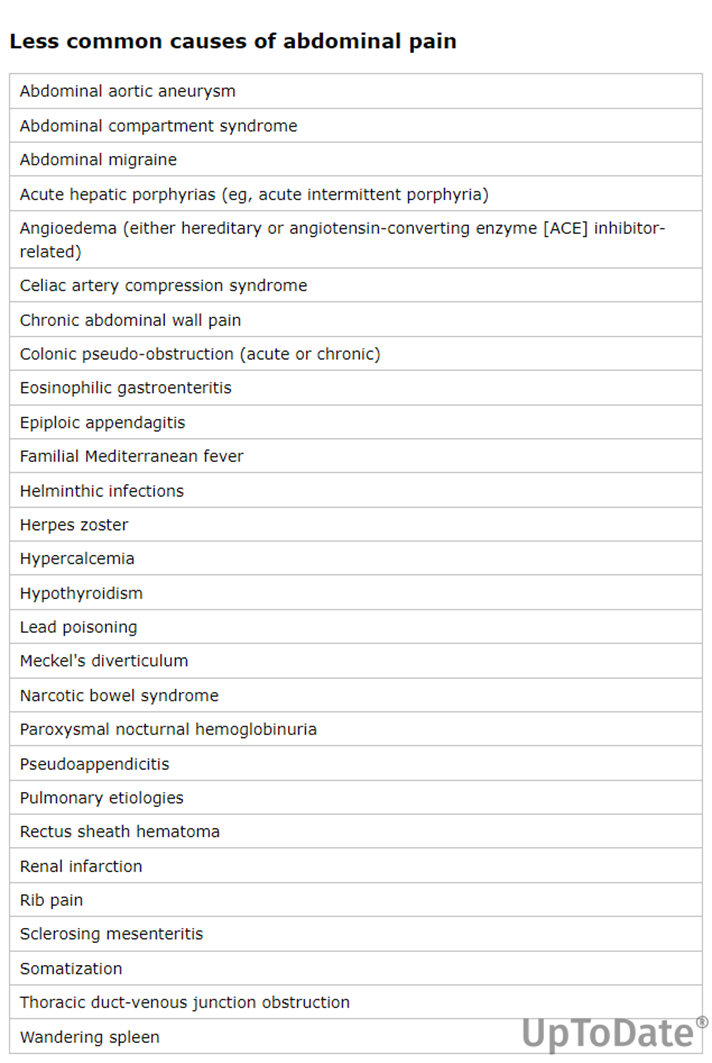 Less common causes of abdominal pain
Abdominal aortic aneurysm
Abdominal compartment syndrome
Abdominal migraine
Acute hepatic porphyrias (eg, acute intermittent porphyria)
Angioedema (either hereditary or angiotensin-converting enzyme [ACE] inhibitor-
related)
Celiac artery compression syndrome
Chronic abdominal wall pain
Colonic pseudo-obstruction (acute or chronic)
Eosinophilic gastroenteritis
Epiploic appendagitis
Familial Mediterranean fever
Helminthic infections
Herpes zoster
Hypercalcemia
Hypothyroidism
Lead poisoning
Meckel's diverticulum
Narcotic bowel syndrome
Paroxysmal nocturnal hemoglobinuria
Pseudoappendicitis
Pulmonary etiologies
Rectus sheath hematoma
Renal infarction
Rib pain
Sclerosing mesenteritis
Somatization
Thoracic duct-venous junction obstruction
Wandering spleen
UpToDate®